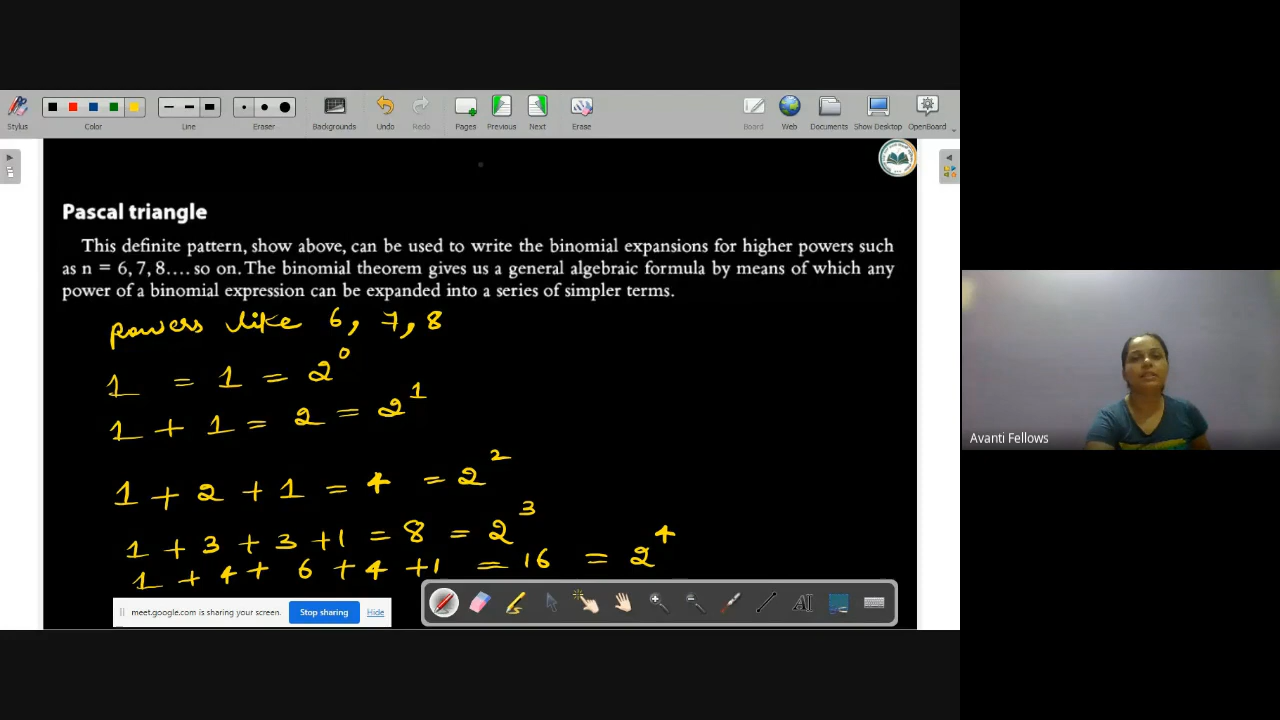 Stylus
Color
Line
Eraser
Backgrounds
Undo
Redo
Pages
Previous
Next
Erase
Board
Web
Documents
Show Desktop
OpenBoard
Pascal triangle
This definite pattern, show above, can be used to write the binomial expansions for higher powers such
as n = 6, 7, 8.... so on. The binomial theorem gives us a general algebraic formula by means of which any
power of a binomial expression can be expanded into a series of simpler terms.
powers like 6, 7, 8
1 = 1 = 2⁰
1 + 1 = 2 = 2¹
1 + 2 + 1 = 4 = 2²
1 + 3 + 3 + 1 = 8 = 2³
1 + 4 + 6 + 4 + 1 = 16 = 2⁴
meet.google.com is sharing your screen.
Stop sharing
Hide
AI
Avanti Fellows